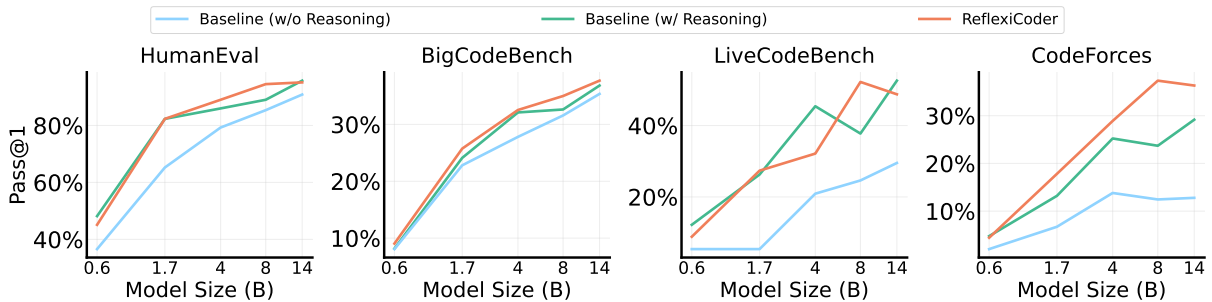 Baseline (w/o Reasoning) Baseline (w/ Reasoning) ReflexiCoder
HumanEval BigCodeBench LiveCodeBench CodeForces
Pass@1
80%
60%
40%
0.6 1.7 4 8 14
Model Size (B)
30%
20%
10%
0.6 1.7 4 8 14
Model Size (B)
40%
20%
0.6 1.7 4 8 14
Model Size (B)
30%
20%
10%
0.6 1.7 4 8 14
Model Size (B)